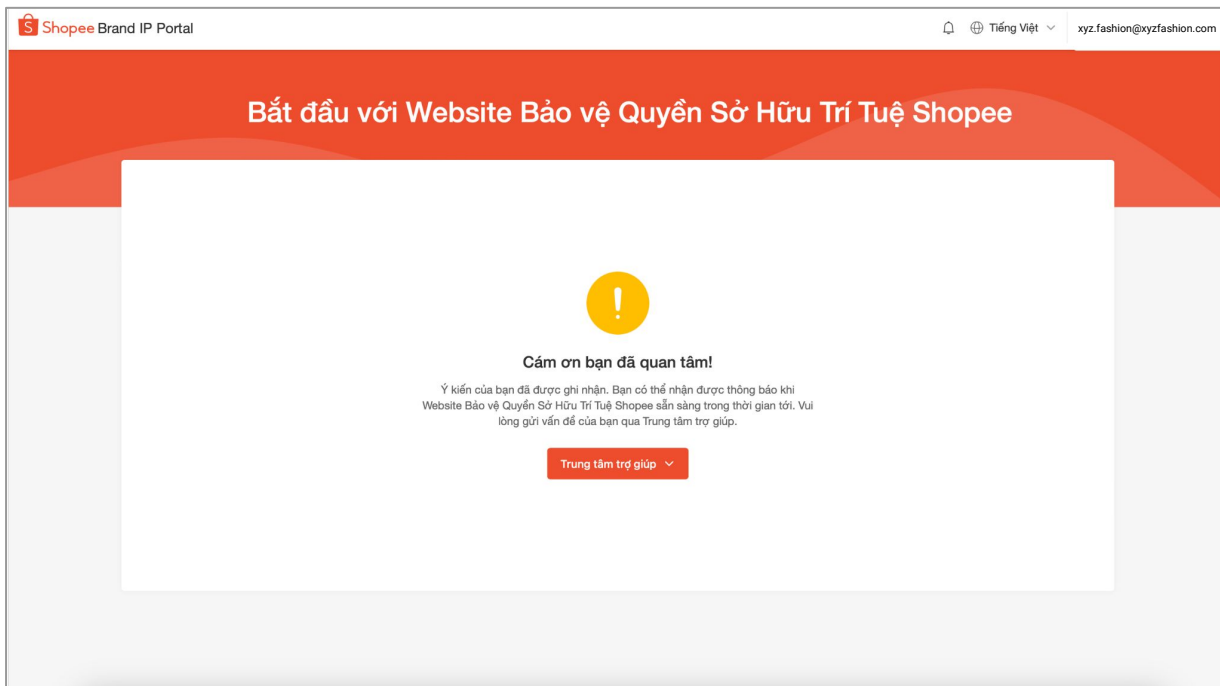 Shopee Brand IP Portal
Tiếng Việt
xyz.fashion@xyzfashion.com
Bắt đầu với Website Bảo vệ Quyền Sở Hữu Trí Tuệ Shopee
!
Cám ơn bạn đã quan tâm!
Ý kiến của bạn đã được ghi nhận. Bạn có thể nhận được thông báo khi
Website Bảo vệ Quyền Sở Hữu Trí Tuệ Shopee sẵn sàng trong thời gian tới. Vui
lòng gửi vấn đề của bạn qua Trung tâm trợ giúp.
Trung tâm trợ giúp